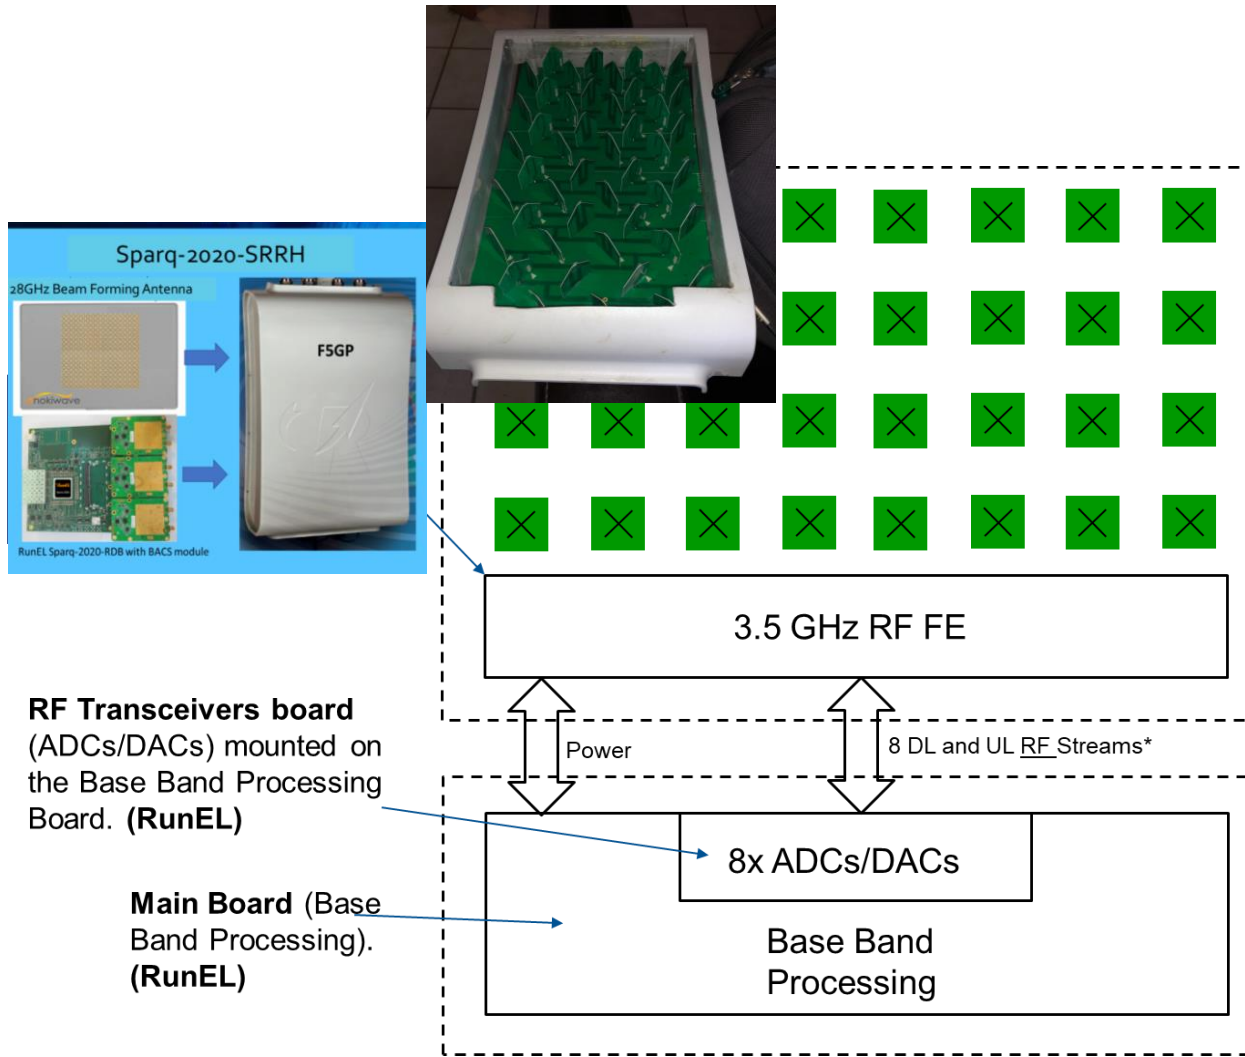 Sparq-2020-SRRH
28GHz Beam Forming Antenna
anokiwave
F5GP
RunEL
RunEL Sparq-2020-RDB with BACS module
3.5 GHz RF FE
RF Transceivers board
(ADCs/DACs) mounted on
the Base Band Processing
Board. (RunEL)
Power
8 DL and UL RF Streams*
8x ADCs/DACs
Main Board (Base
Band Processing).
(RunEL)
Base Band
Processing